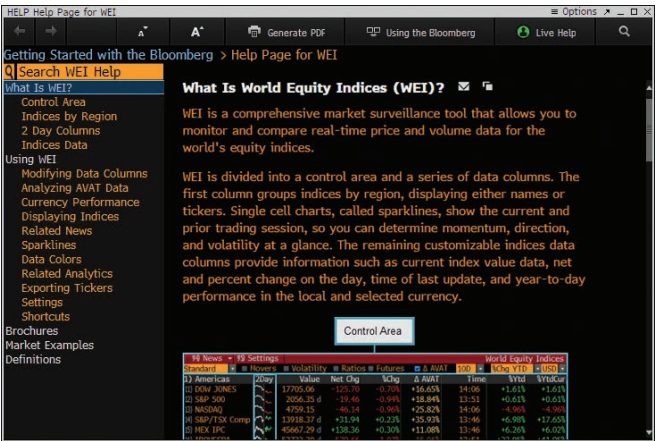 HELP Help Page for WEI
Options
A A Generate PDF Using the Bloomberg Live Help
Getting Started with the Bloomberg > Help Page for WEI
Search WEI Help
What Is WEI?
Control Area
Indices by Region
2 Day Columns
Indices Data
Using WEI
Modifying Data Columns
Analyzing AVAT Data
Currency Performance
Displaying Indices
Related News
Sparklines
Data Colors
Related Analytics
Exporting Tickers
Settings
Shortcuts
Brochures
Market Examples
Definitions
What Is World Equity Indices (WEI)?
WEI is a comprehensive market surveillance tool that allows you to
monitor and compare real-time price and volume data for the
world's equity indices.
WEI is divided into a control area and a series of data columns. The
first column groups indices by region, displaying either names or
tickers. Single cell charts, called sparklines, show the current and
prior trading session, so you can determine momentum, direction,
and volatility at a glance. The remaining customizable indices data
columns provide information such as current index value data, net
and percent change on the day, time of last update, and year-to-day
performance in the local and selected currency.
Control Area
News Settings World Equity Indices
Standard Movers Volatility Ratios Futures Δ AVAT 10D %Chg YTD USD
1) Americas 2Day Value Net Chg %Chg Δ AVAT Time %Ytd %YtdCur
11) DOW JONES 17705.06 -125.70 -0.70% +16.65% 14:06 +1.61% +1.61%
12) S&P 500 2056.35 d -19.46 -0.94% +18.84% 13:51 +0.61% +0.61%
13) NASDAQ 4759.15 -46.14 -0.96% +25.82% 14:06 -4.96% -4.96%
14) S&P/TSX Comp 13918.37 d +31.94 +0.23% +35.93% 13:46 +6.98% +17.65%
15) MEX IPC 45667.29 d +138.36 +0.30% +11.08% 13:46 +6.26% +6.02%